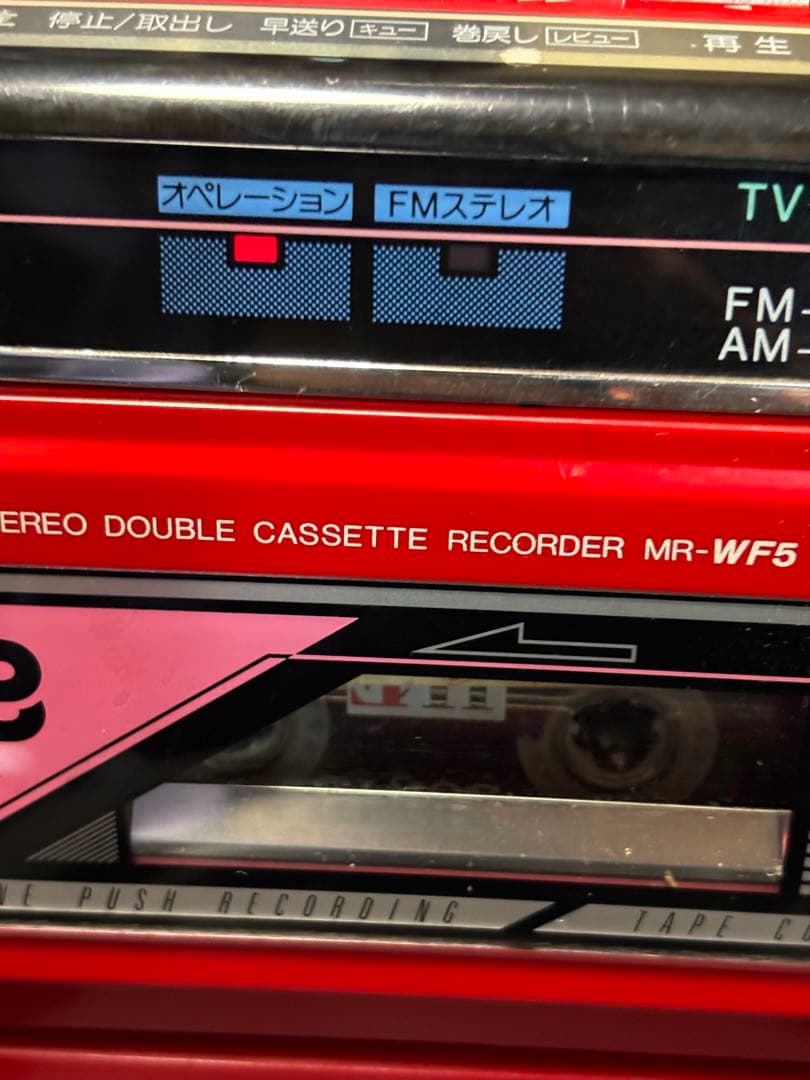 停止/取出し 早送り キュー 巻戻し レビュー 再生
オペレーション FMステレオ TV
FM-
AM-
EREO DOUBLE CASSETTE RECORDER MR-WF5
e
NE PUSH RECORDING TAPE CO